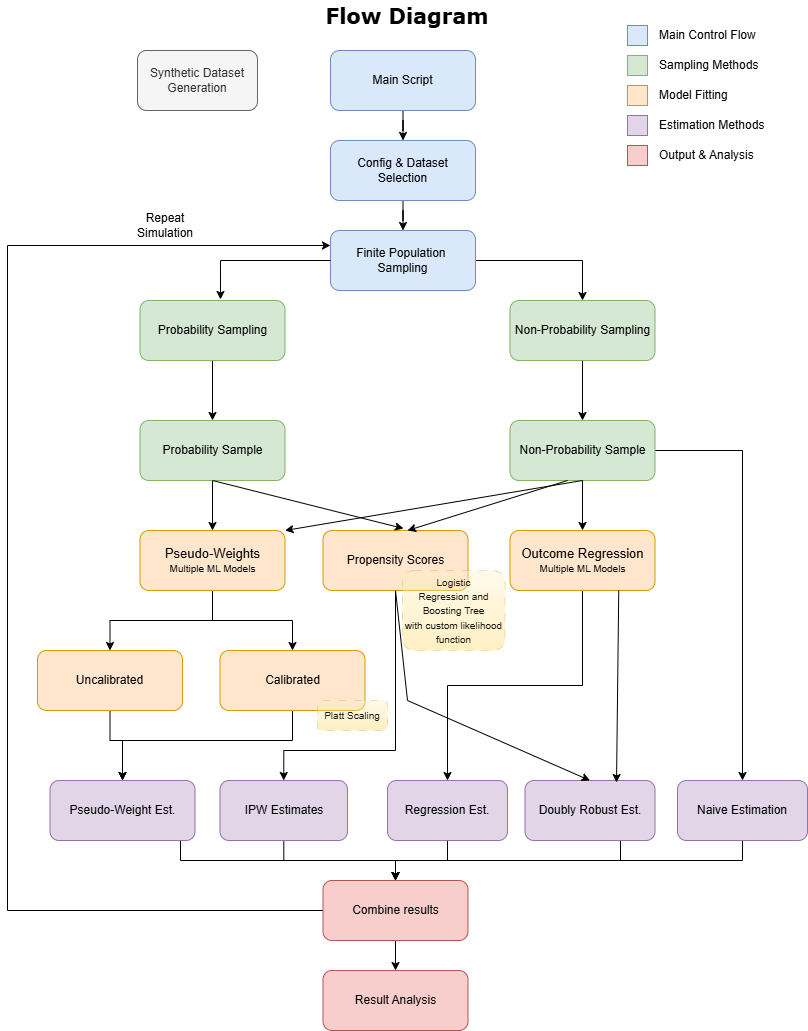 Flow Diagram
Main Control Flow
Sampling Methods
Model Fitting
Estimation Methods
Output & Analysis
Synthetic Dataset
Generation
Main Script
Config & Dataset
Selection
Repeat
Simulation
Finite Population
Sampling
Probability Sampling
Non-Probability Sampling
Probability Sample
Non-Probability Sample
Pseudo-Weights
Multiple ML Models
Propensity Scores
Outcome Regression
Multiple ML Models
Logistic
Regression and
Boosting Tree
with custom likelihood
function
Uncalibrated
Calibrated
Platt Scaling
Pseudo-Weight Est.
IPW Estimates
Regression Est.
Doubly Robust Est.
Naive Estimation
Combine results
Result Analysis